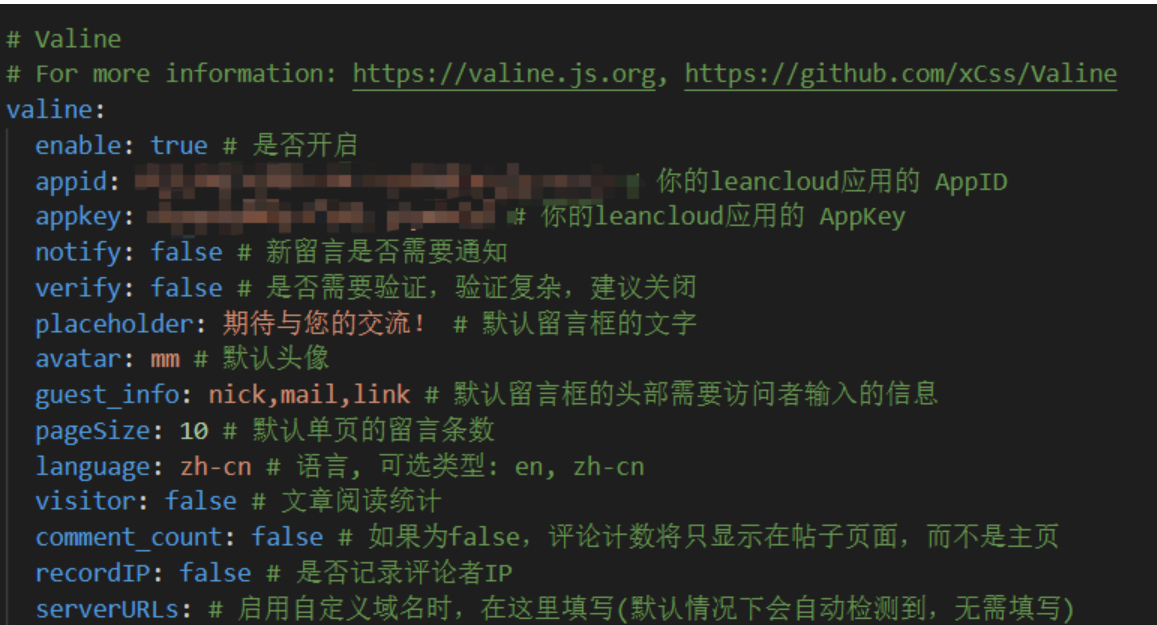 # Valine
# For more information: https://valine.js.org, https://github.com/xCss/Valine
valine:
enable: true # 是否开启
appid: 你的leancloud应用的 AppID
appkey: # 你的leancloud应用的 AppKey
notify: false # 新留言是否需要通知
verify: false # 是否需要验证，验证复杂，建议关闭
placeholder: 期待与您的交流！ # 默认留言框的文字
avatar: mm # 默认头像
guest_info: nick,mail,link # 默认留言框的头部需要访问者输入的信息
pageSize: 10 # 默认单页的留言条数
language: zh-cn # 语言, 可选类型: en, zh-cn
visitor: false # 文章阅读统计
comment_count: false # 如果为false，评论计数将只显示在帖子页面，而不是主页
recordIP: false # 是否记录评论者IP
serverURLs: # 启用自定义域名时，在这里填写(默认情况下会自动检测到，无需填写)